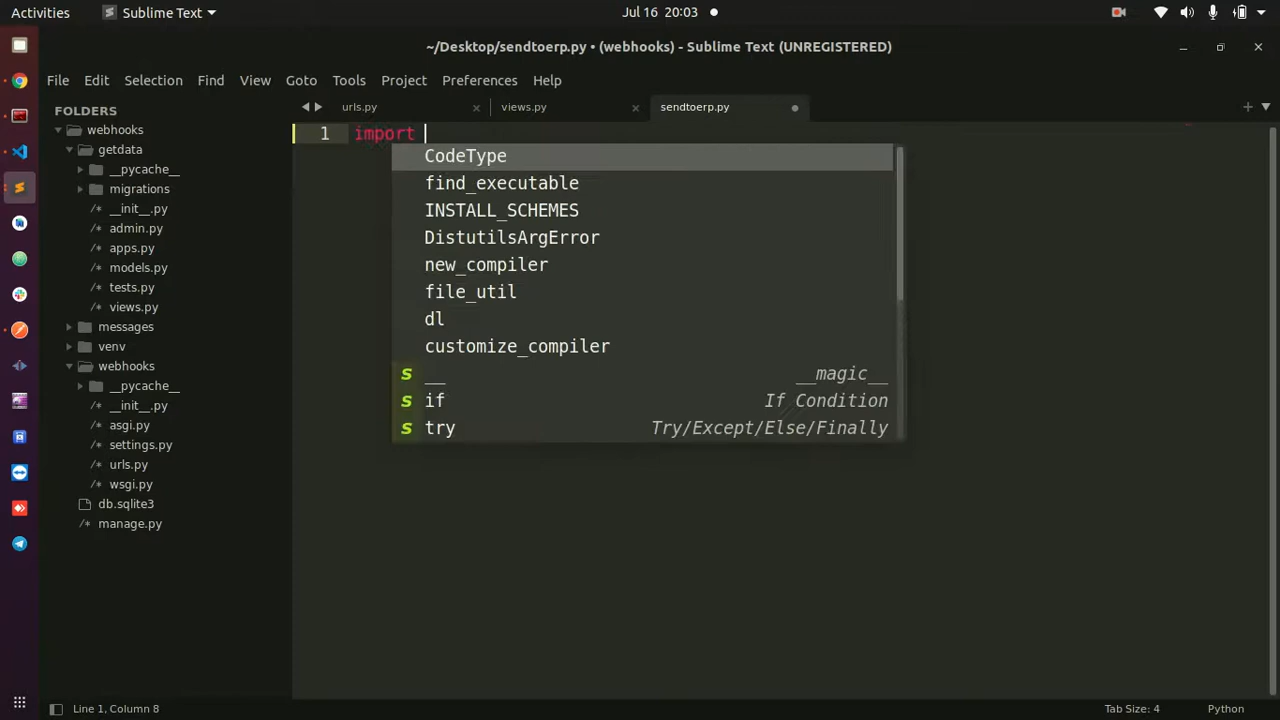 Activities
Sublime Text
Jul 16 20:03
~/Desktop/sendtoerp.py • (webhooks) - Sublime Text (UNREGISTERED)
File Edit Selection Find View Goto Tools Project Preferences Help
FOLDERS
webhooks
getdata
__pycache__
migrations
__init__.py
admin.py
apps.py
models.py
tests.py
views.py
messages
venv
webhooks
__pycache__
__init__.py
asgi.py
settings.py
urls.py
wsgi.py
db.sqlite3
manage.py
urls.py
views.py
sendtoerp.py
1 import
CodeType
find_executable
INSTALL_SCHEMES
DistutilsArgError
new_compiler
file_util
dl
customize_compiler
s __ __magic__
s if If Condition
s try Try/Except/Else/Finally
Line 1, Column 8
Tab Size: 4
Python